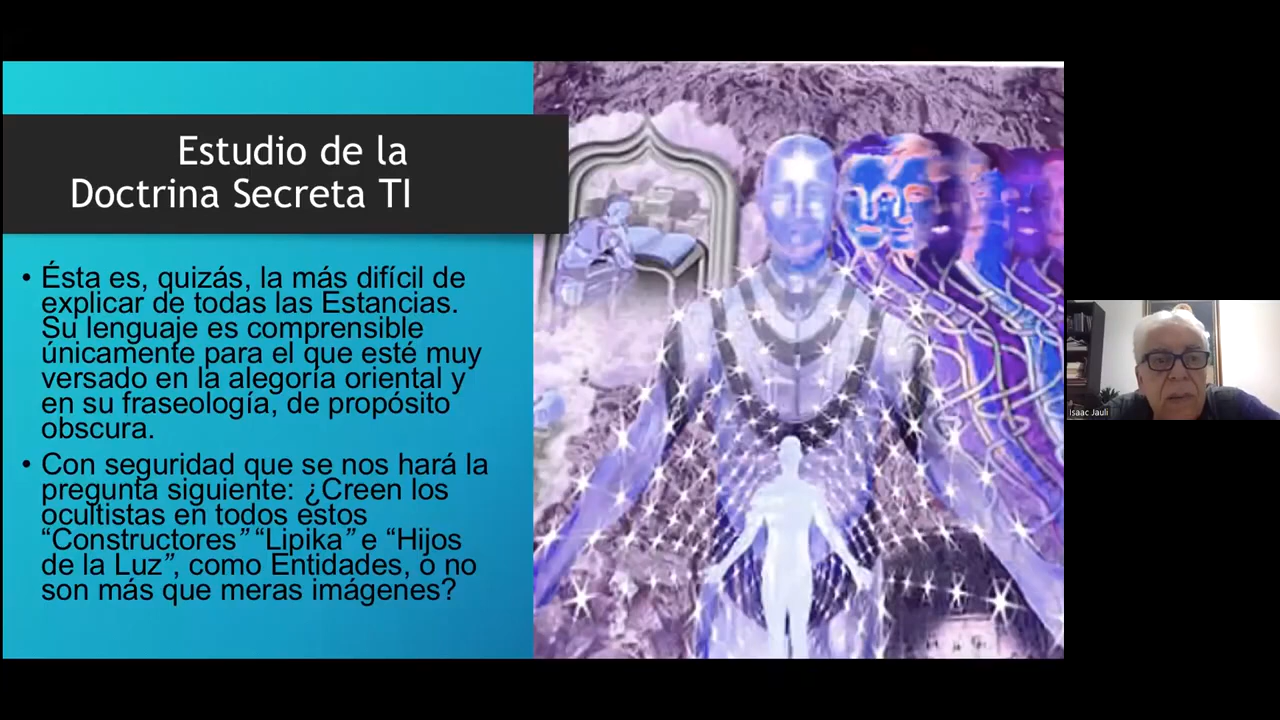 Estudio de la
Doctrina Secreta TI
• Ésta es, quizás, la más difícil de
explicar de todas las Estancias.
Su lenguaje es comprensible
únicamente para el que esté muy
versado en la alegoría oriental y
en su fraseología, de propósito
obscura.
• Con seguridad que se nos hará la
pregunta siguiente: ¿Creen los
ocultistas en todos estos
“Constructores” “Lipika” e “Hijos
de la Luz”, como Entidades, o no
son más que meras imágenes?
Isaac Jauli